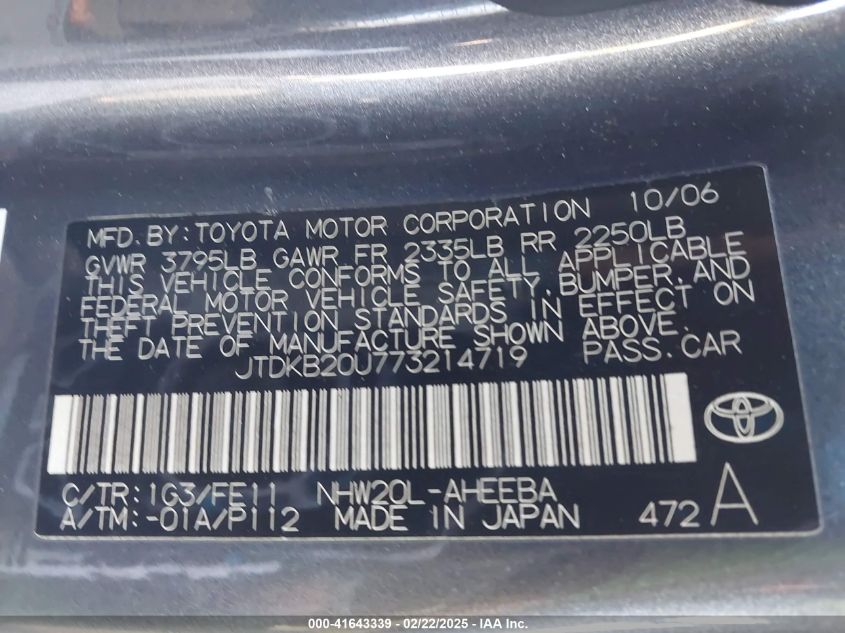 MFD. BY: TOYOTA MOTOR CORPORATION 10/06
GVWR 3795LB GAWR FR 2335LB RR 2250LB
THIS VEHICLE CONFORMS TO ALL APPLICABLE
FEDERAL MOTOR VEHICLE SAFETY, BUMPER, AND
THEFT PREVENTION STANDARDS IN EFFECT ON
THE DATE OF MANUFACTURE SHOWN ABOVE.
JTDKB20U773214719 PASS. CAR
C/TR: 1G3/FE11 NHW20L-AHEEBA
A/TM: -01A/P112 MADE IN JAPAN 472 A
000-41643339 - 02/22/2025 - IAA Inc.